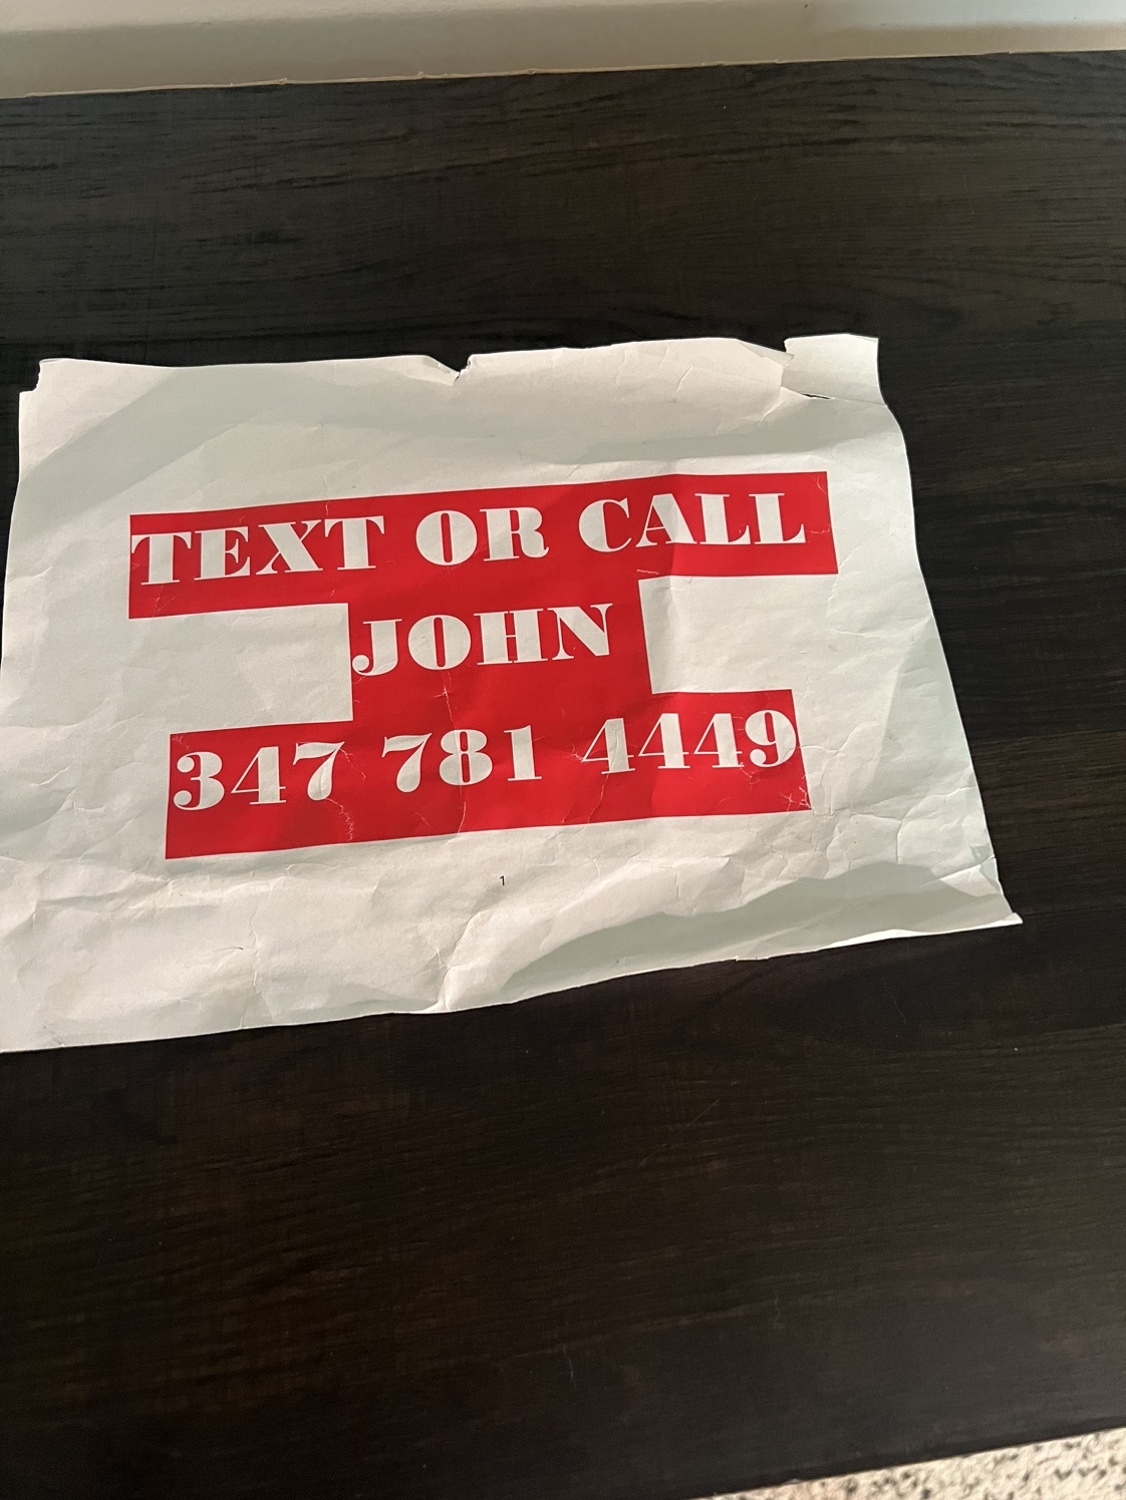 TEXT OR CALL
JOHN
347 781 4449
1